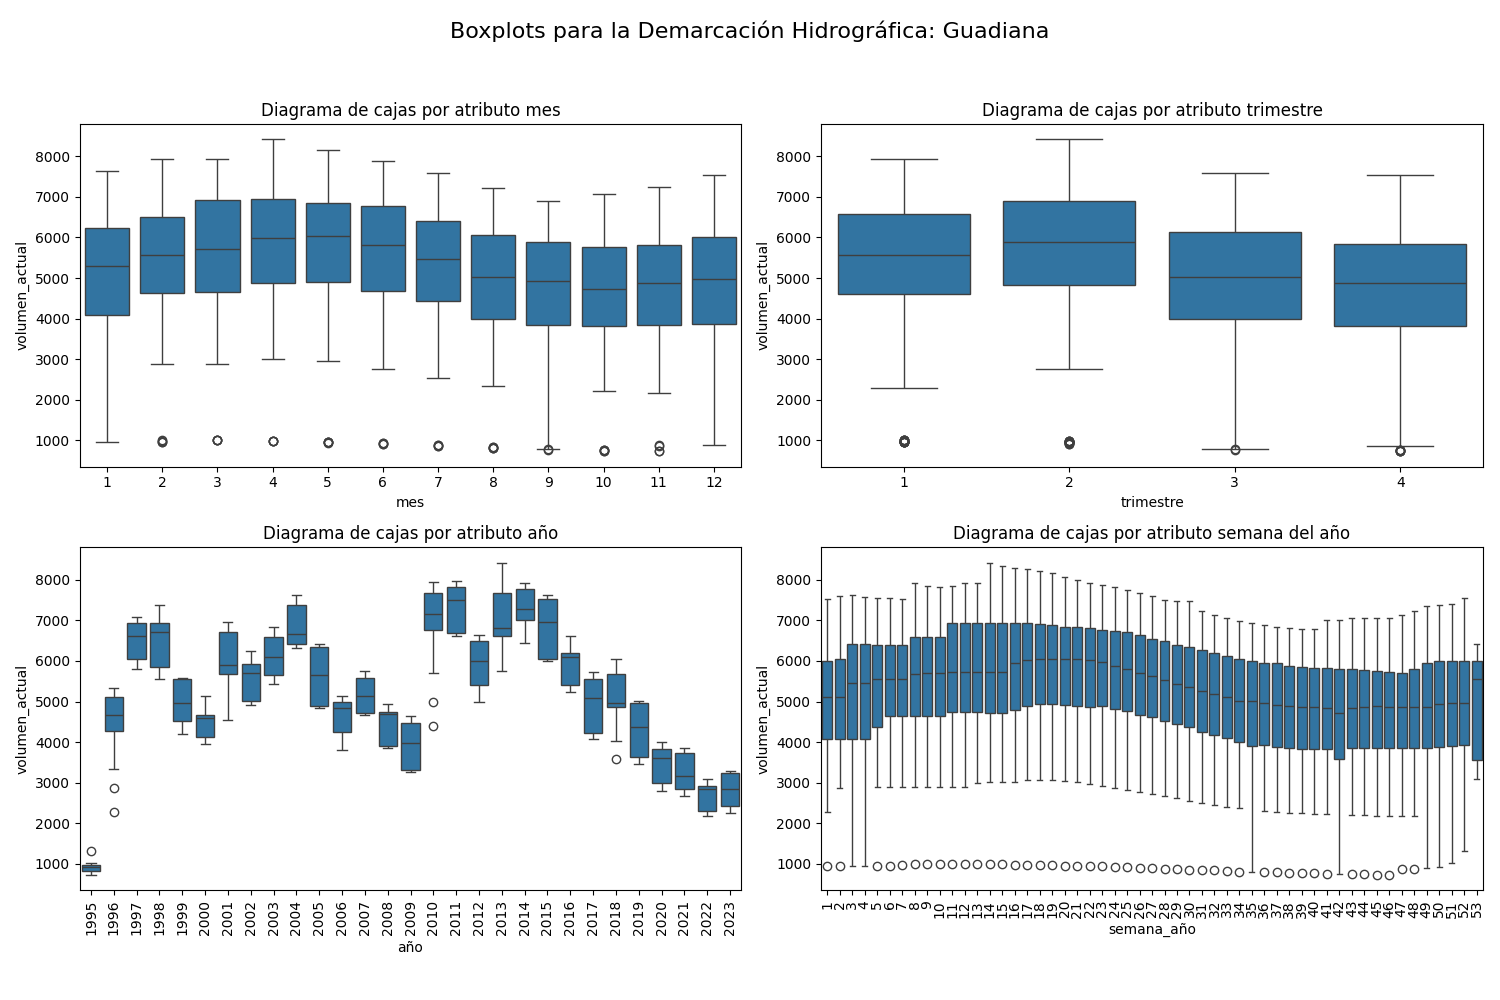 Boxplots para la Demarcación Hidrográfica: Guadiana
Diagrama de cajas por atributo mes
volumen_actual
8000
7000
6000
5000
4000
3000
2000
1000
1 2 3 4 5 6 7 8 9 10 11 12
mes
Diagrama de cajas por atributo trimestre
volumen_actual
8000
7000
6000
5000
4000
3000
2000
1000
1 2 3 4
trimestre
Diagrama de cajas por atributo año
volumen_actual
8000
7000
6000
5000
4000
3000
2000
1000
1995 1996 1997 1998 1999 2000 2001 2002 2003 2004 2005 2006 2007 2008 2009 2010 2011 2012 2013 2014 2015 2016 2017 2018 2019 2020 2021 2022 2023
año
Diagrama de cajas por atributo semana del año
volumen_actual
8000
7000
6000
5000
4000
3000
2000
1000
1 2 3 4 5 6 7 8 9 10 11 12 13 14 15 16 17 18 19 20 21 22 23 24 25 26 27 28 29 30 31 32 33 34 35 36 37 38 39 40 41 42 43 44 45 46 47 48 49 50 51 52 53
semana_año